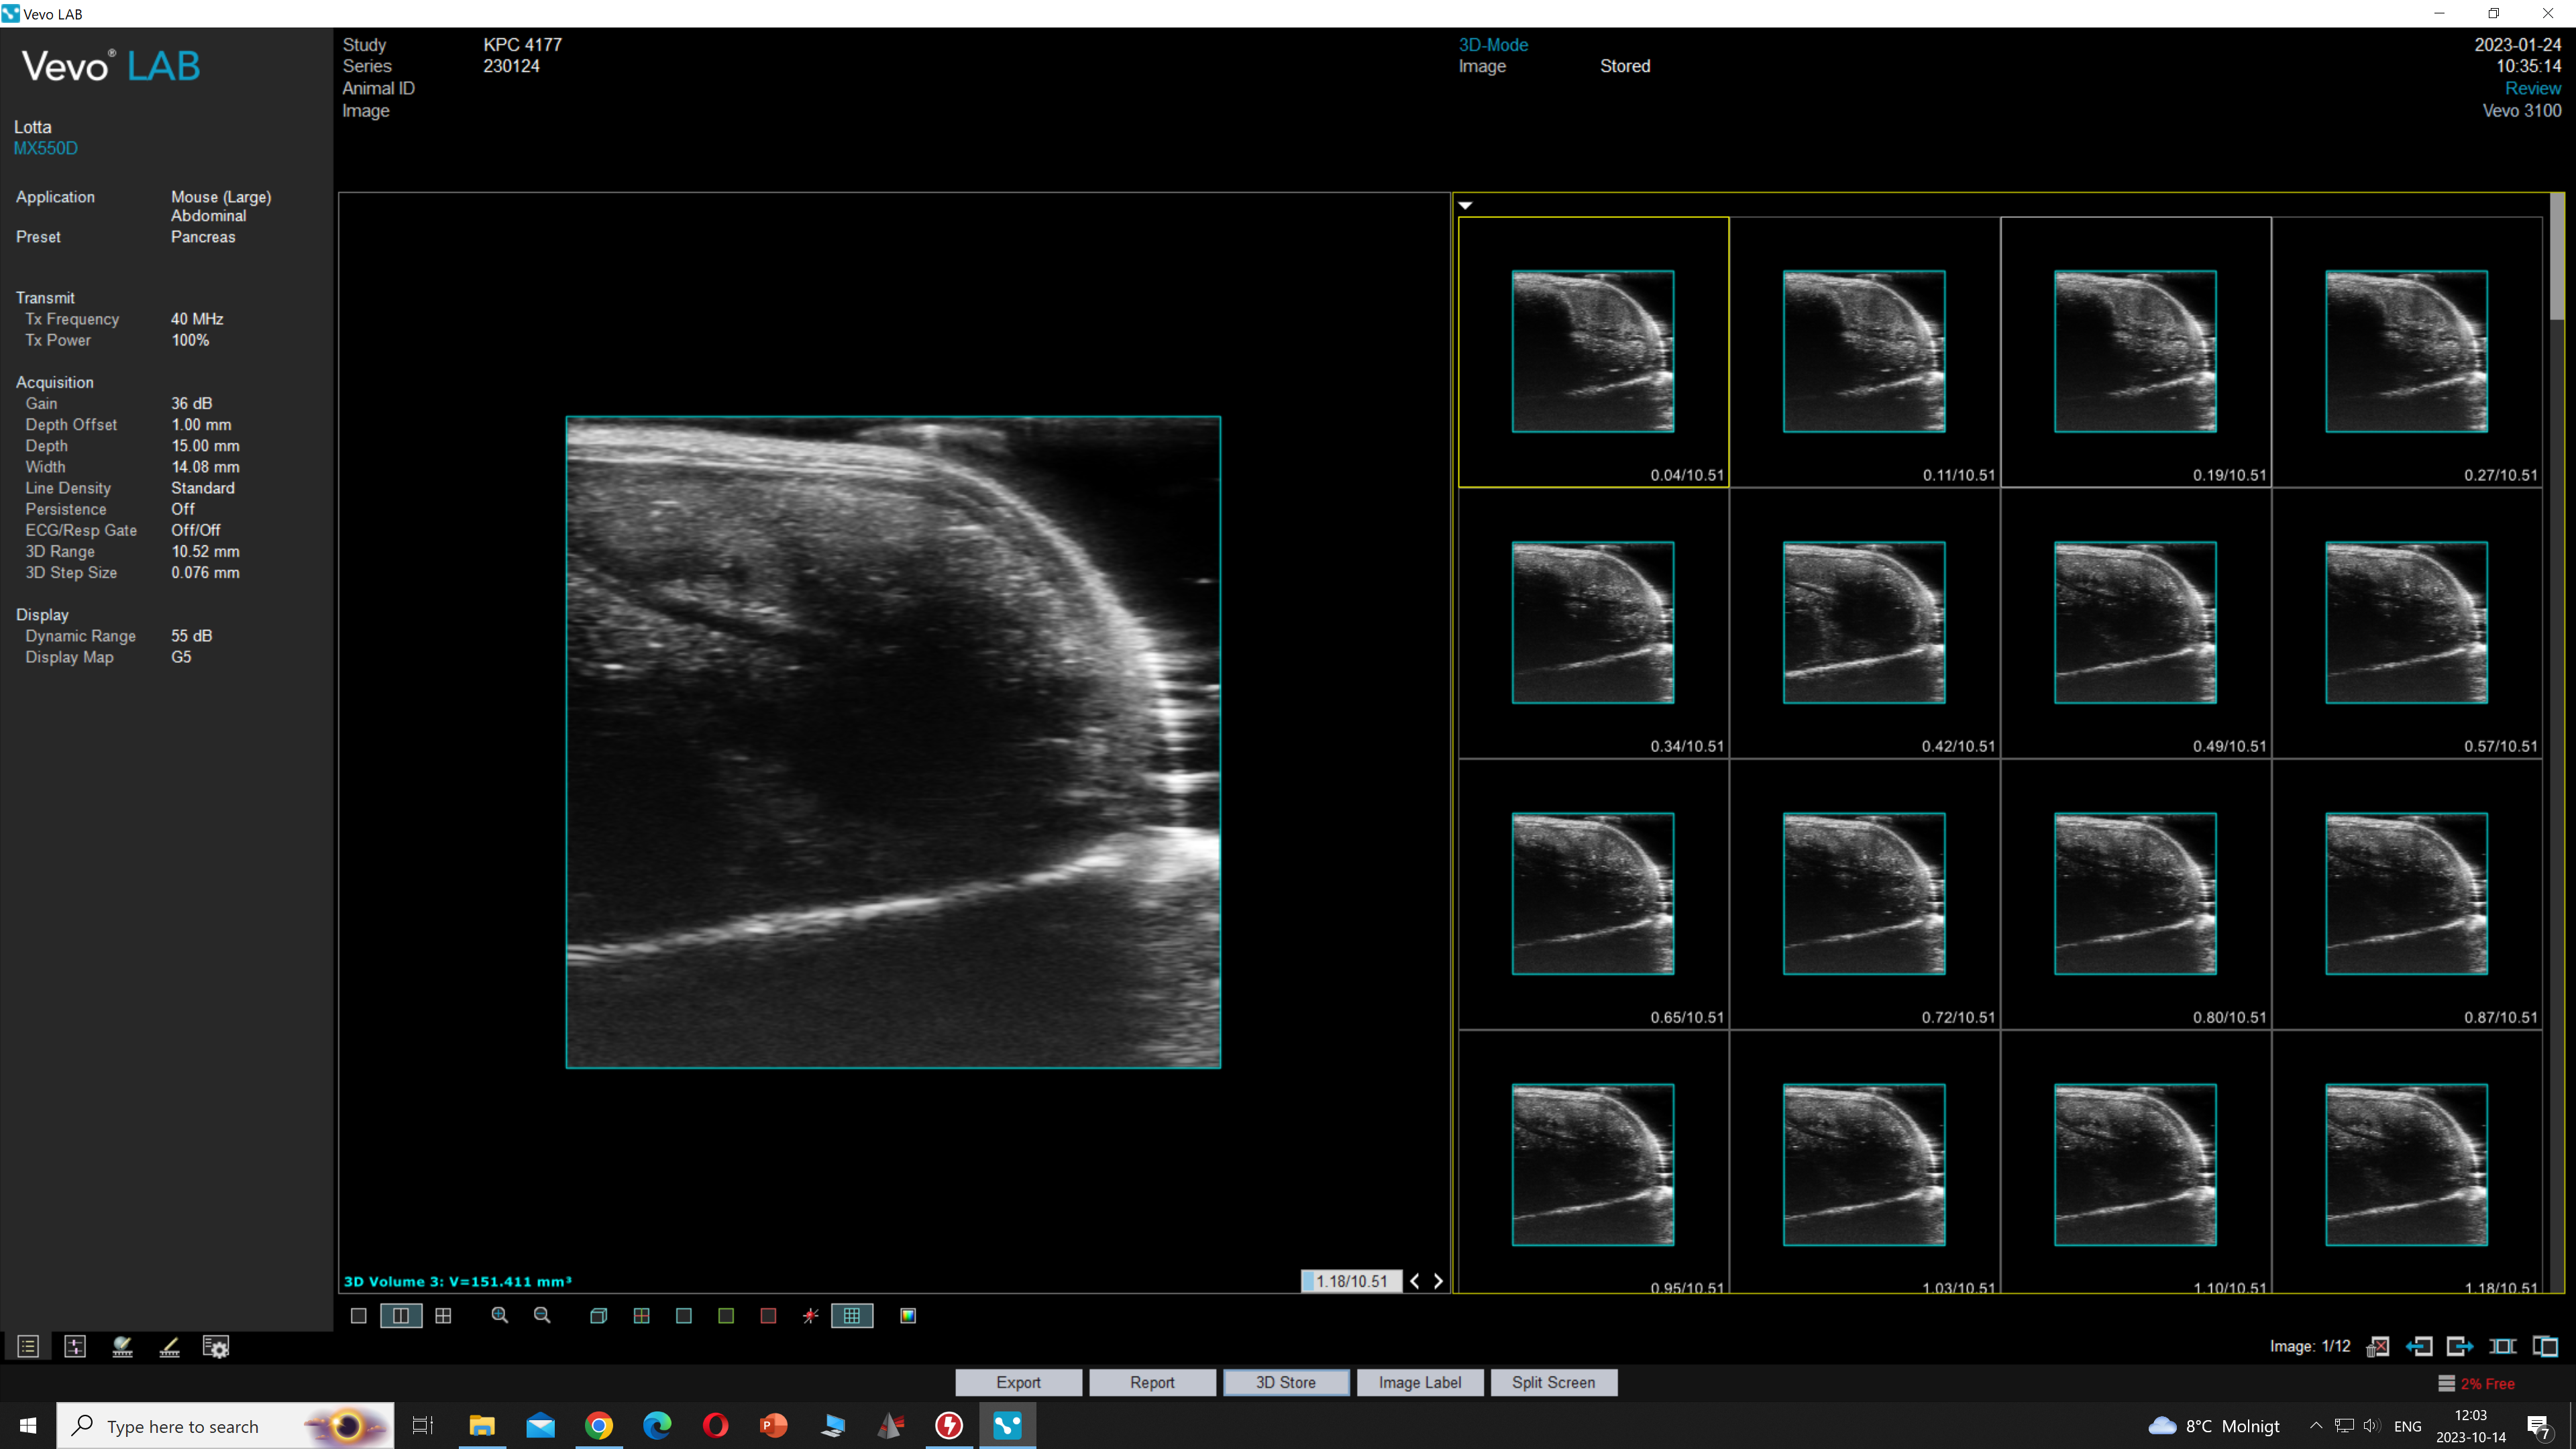 Vevo LAB
Vevo® LAB
Lotta
MX550D
Application Mouse (Large)
Abdominal
Preset Pancreas
Transmit
Tx Frequency 40 MHz
Tx Power 100%
Acquisition
Gain 36 dB
Depth Offset 1.00 mm
Depth 15.00 mm
Width 14.08 mm
Line Density Standard
Persistence Off
ECG/Resp Gate Off/Off
3D Range 10.52 mm
3D Step Size 0.076 mm
Display
Dynamic Range 55 dB
Display Map G5
Study KPC 4177
Series 230124
Animal ID
Image
3D-Mode
Image Stored
2023-01-24
10:35:14
Review
Vevo 3100
0.04/10.51 0.11/10.51 0.19/10.51 0.27/10.51
0.34/10.51 0.42/10.51 0.49/10.51 0.57/10.51
0.65/10.51 0.72/10.51 0.80/10.51 0.87/10.51
0.95/10.51 1.03/10.51 1.10/10.51 1.18/10.51
3D Volume 3: V=151.411 mm³
1.18/10.51
Image: 1/12
Export Report 3D Store Image Label Split Screen
2% Free
Type here to search
P
8°C Molnigt
ENG
12:03
2023-10-14
7